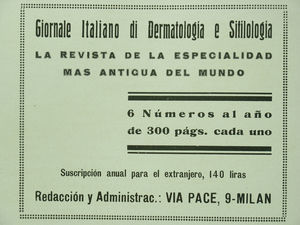 Giornale Italiano di Dermatologia e Sifilologia
LA REVISTA DE LA ESPECIALIDAD
MAS ANTIGUA DEL MUNDO
6 Números al año
de 300 págs. cada uno
Suscripción anual para el extranjero, 140 liras
Redacción y Administrac.: VIA PACE, 9-MILAN